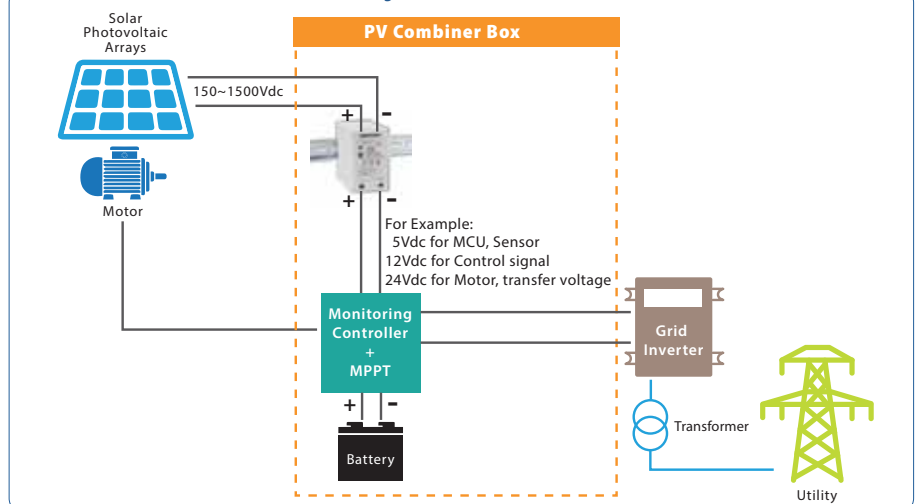 Solar
Photovoltaic
Arrays
PV Combiner Box
150~1500Vdc
+ -
+ -
Motor
For Example:
5Vdc for MCU, Sensor
12Vdc for Control signal
24Vdc for Motor, transfer voltage
Monitoring
Controller
+
MPPT
Grid
Inverter
+ -
Battery
Transformer
Utility